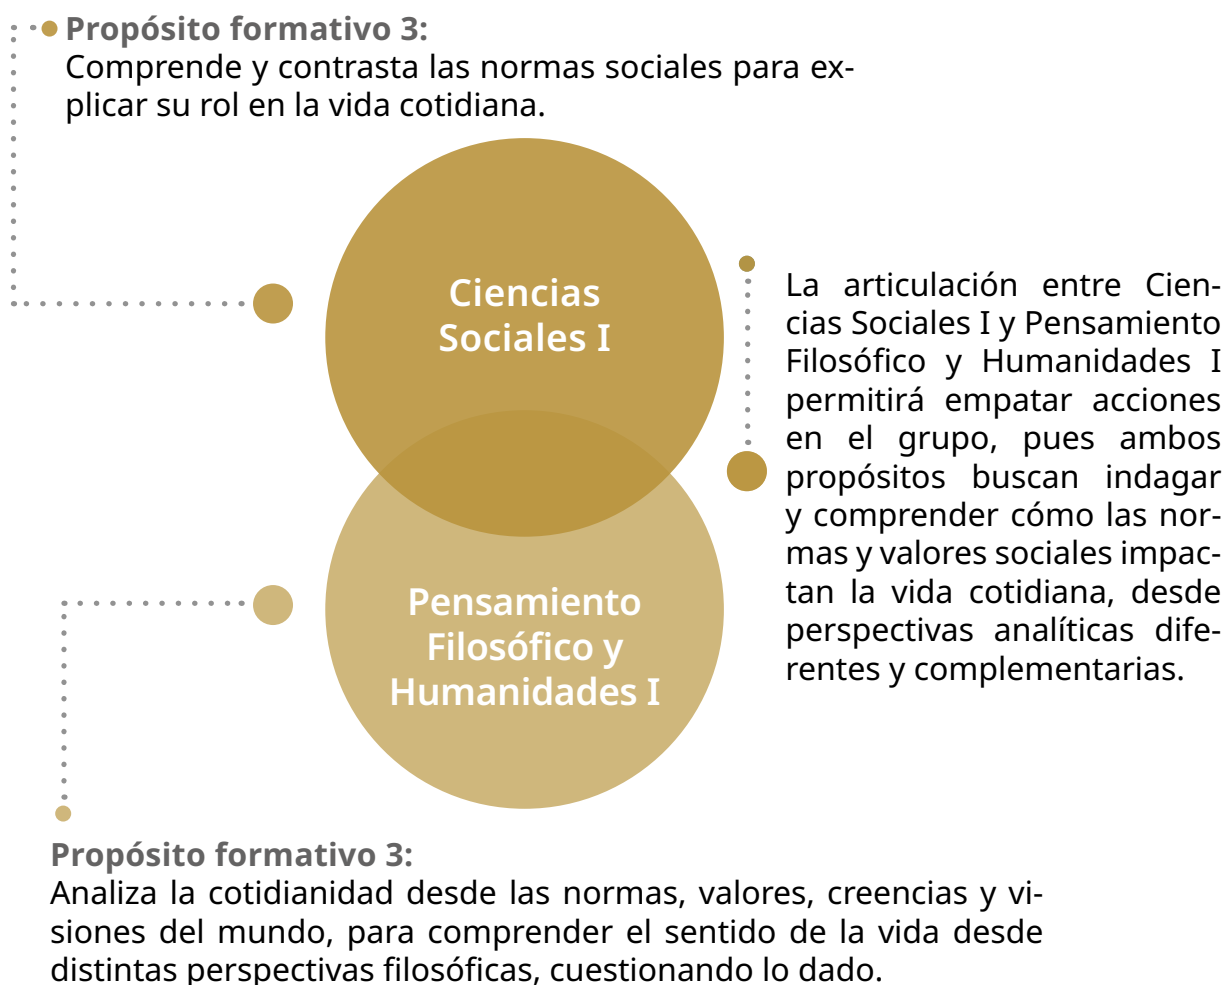 Propósito formativo 3:
Comprende y contrasta las normas sociales para ex-
plicar su rol en la vida cotidiana.
Ciencias
Sociales I
La articulación entre Cien-
cias Sociales I y Pensamiento
Filosófico y Humanidades I
permitirá empatar acciones
en el grupo, pues ambos
propósitos buscan indagar
y comprender cómo las nor-
mas y valores sociales impac-
tan la vida cotidiana, desde
perspectivas analíticas dife-
rentes y complementarias.
Pensamiento
Filosófico y
Humanidades I
Propósito formativo 3:
Analiza la cotidianidad desde las normas, valores, creencias y vi-
siones del mundo, para comprender el sentido de la vida desde
distintas perspectivas filosóficas, cuestionando lo dado.